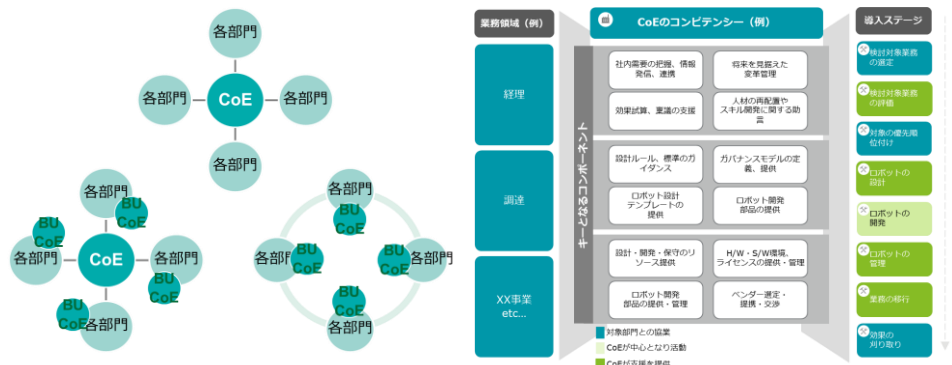 各部門
各部門
CoE
各部門
各部門
各部門
BU
CoE
BU
CoE
各部門
CoE
各部門
BU
CoE
BU
CoE
各部門
各部門
BU
CoE
各部門
BU
CoE
BU
CoE
各部門
BU
CoE
各部門
業務領域（例）
経理
調達
XX事業
etc…
CoEのコンピテンシー（例）
キーとなるコンポーネント
社内需要の把握、情報
発信、連携
将来を見据えた
変革管理
効果試算、稟議の支援
人材の再配置や
スキル開発に関する助
言
設計ルール、標準のガ
イダンス
ガバナンスモデルの定
義、提供
ロボット設計
テンプレートの
提供
ロボット開発
部品の提供
設計・開発・保守のリ
ソース提供
H/W・S/W環境、
ライセンスの提供・管理
ロボット開発
部品の提供・管理
ベンダー選定・
提携・交渉
対象部門との協業
CoEが中心となり活動
CoEが支援を提供
導入ステージ
検討対象業務
の選定
検討対象業務
の評価
対象の優先順
位付け
ロボットの
設計
ロボットの
開発
ロボットの
管理
業務の移行
効果の
刈り取り